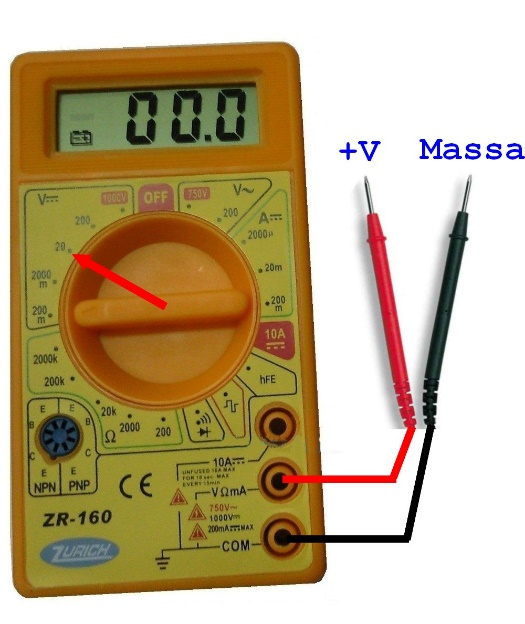 00.0
+V Massa
V⎓ 1000V OFF 750V V~
200 200
A⎓
20 2000µ
2000m 20m
200m 200m
10A⎓
2000k
200k hFE
20k
Ω 2000 200
E E
B B
C C
E E
NPN PNP
10A⎓
UNFUSED 10A MAX
FOR 10 sec. MAX
EVERY 15min
VΩmA
CE
750V~
1000V⎓
200mA⎓MAX
ZR-160
ZURICH
COM